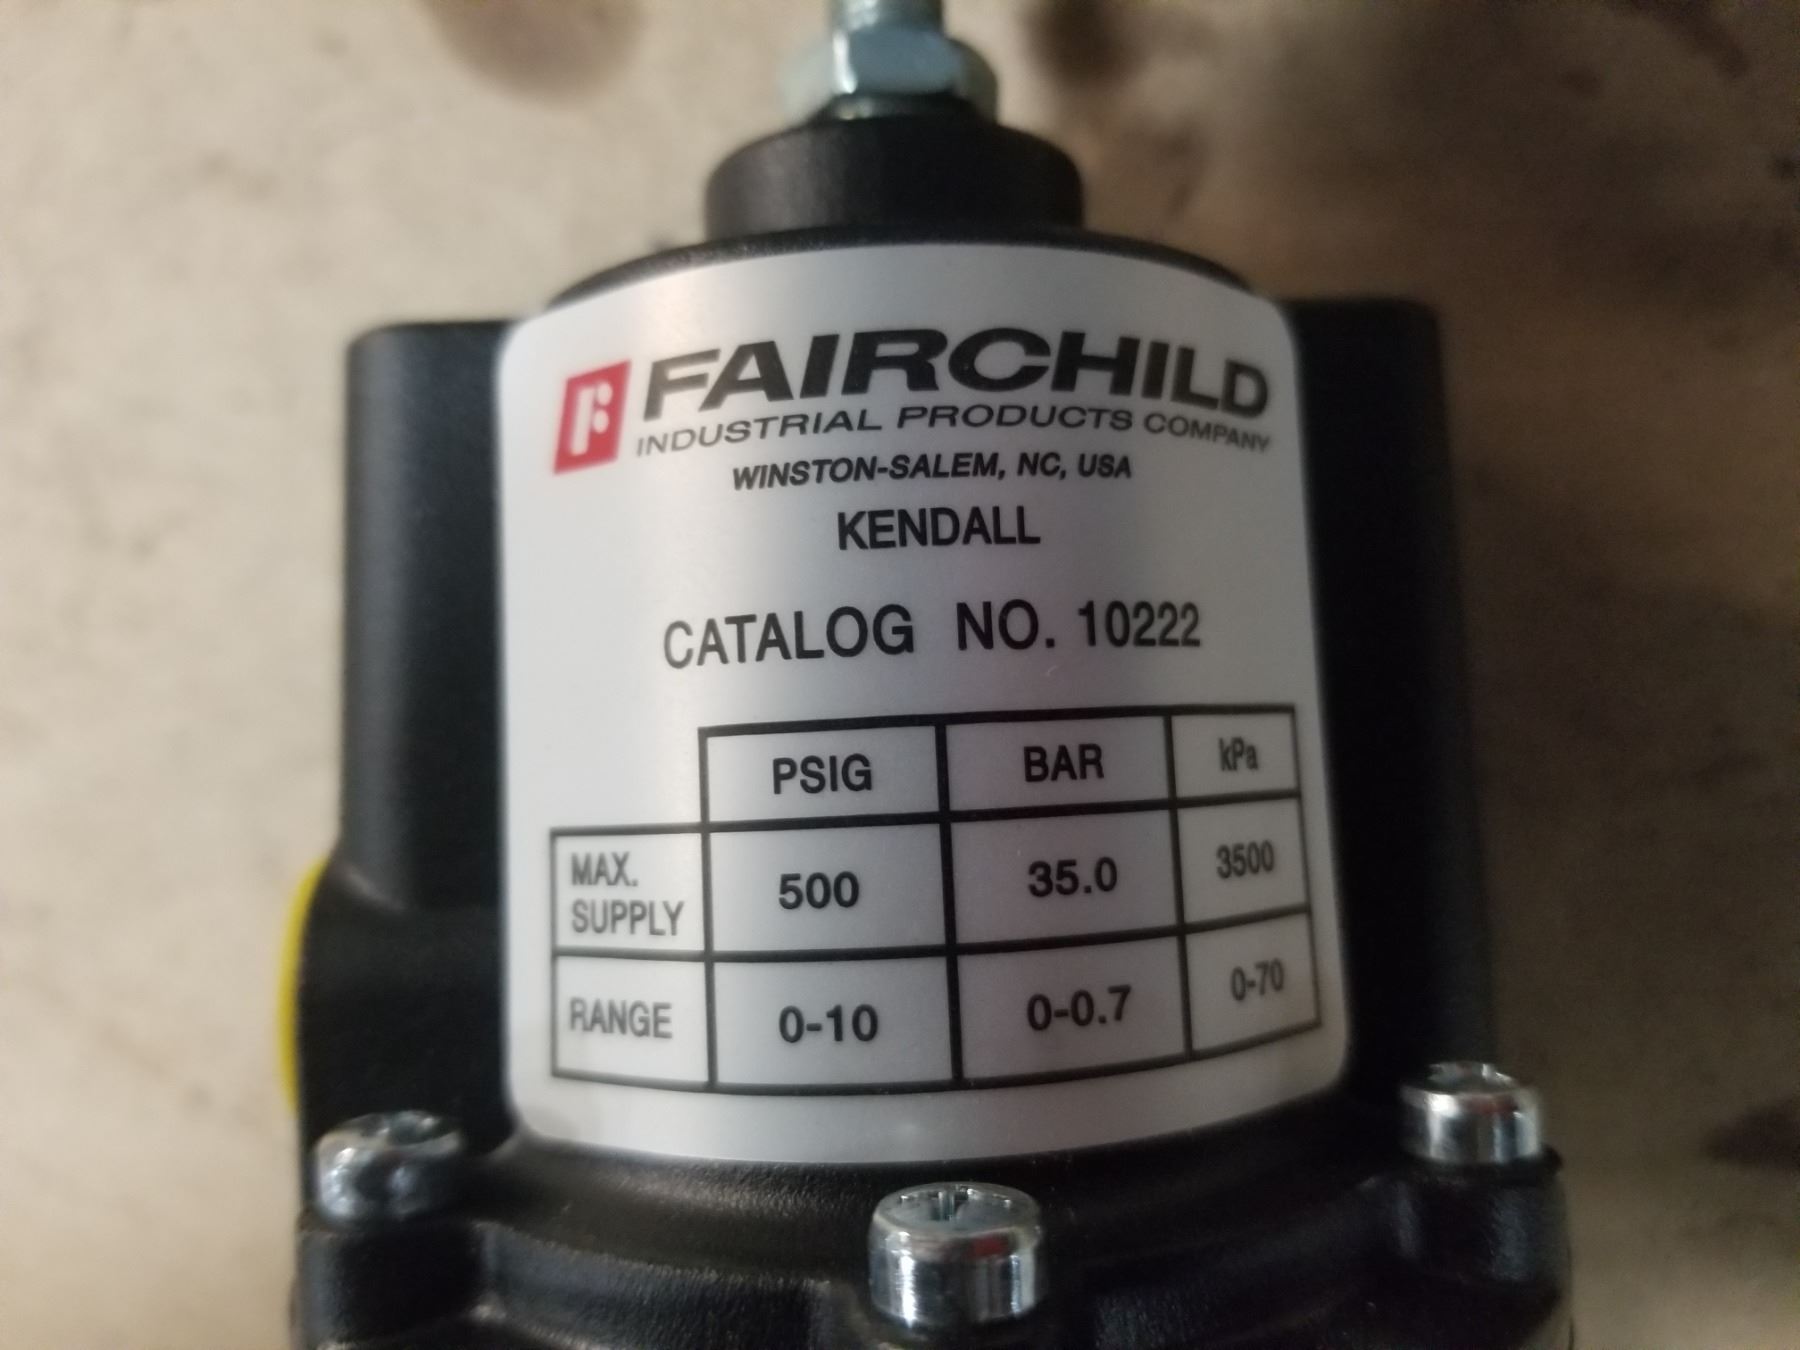 FAIRCHILD
INDUSTRIAL PRODUCTS COMPANY
WINSTON-SALEM, NC, USA
KENDALL
CATALOG NO. 10222
PSIG BAR kPa
MAX. SUPPLY 500 35.0 3500
RANGE 0-10 0-0.7 0-70